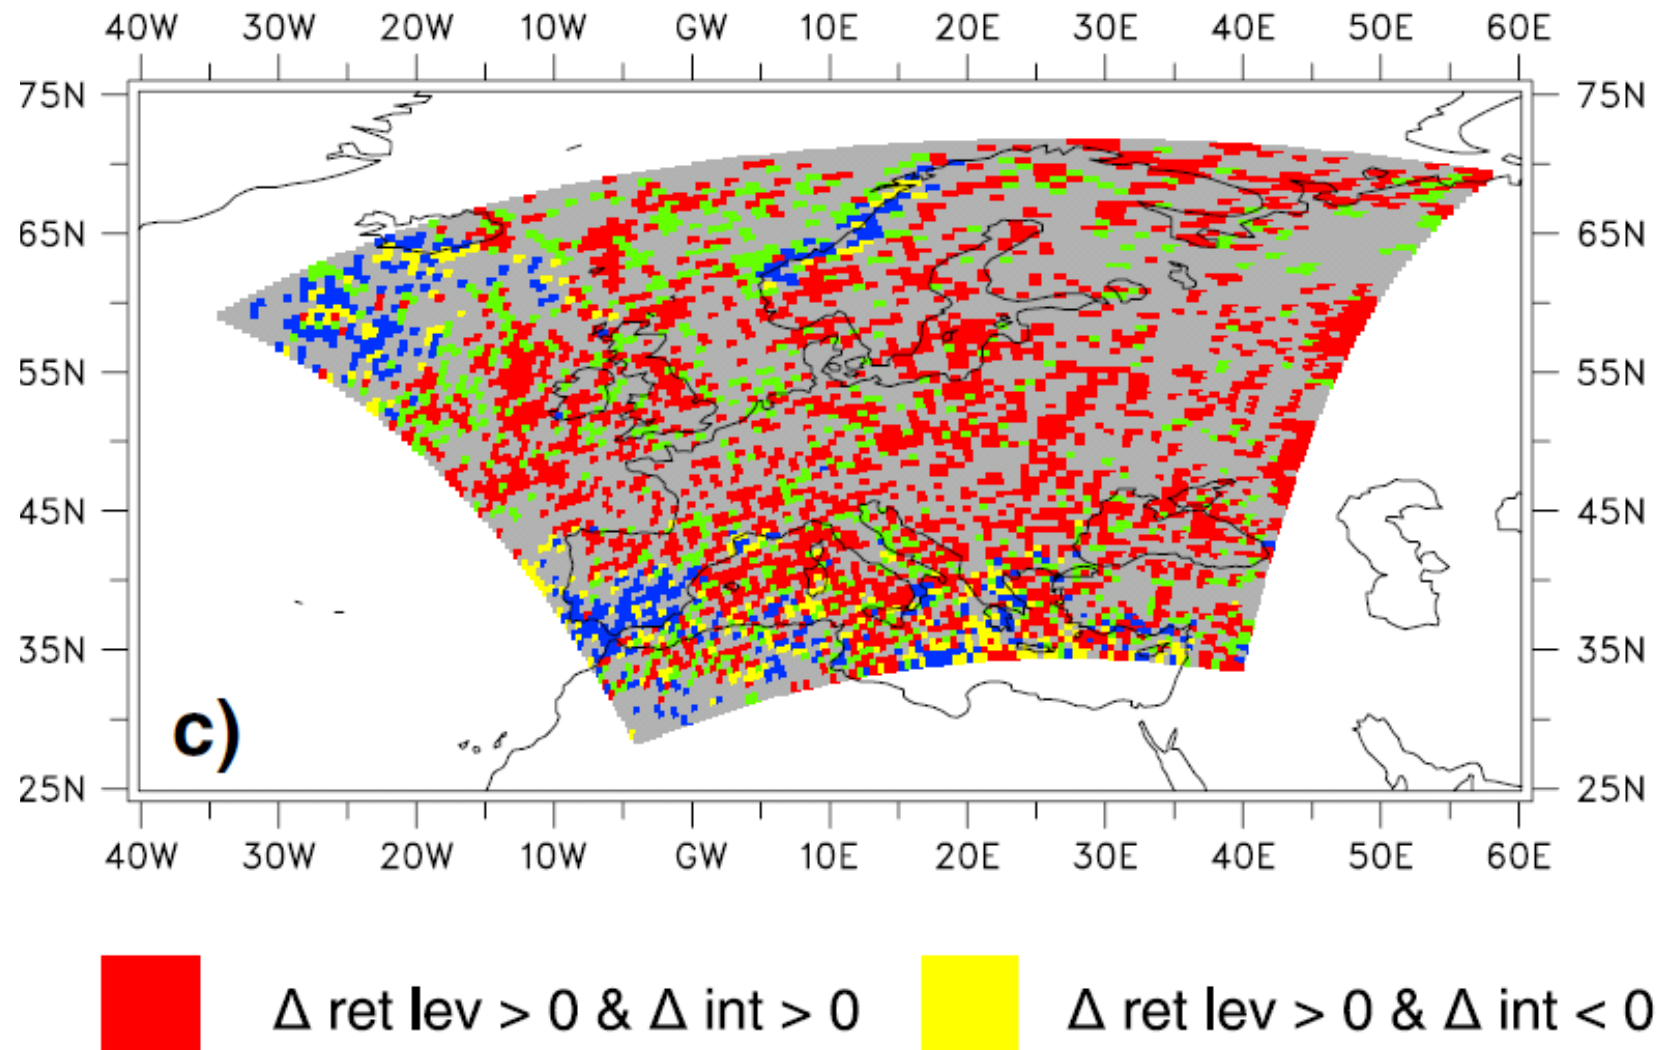 40W 30W 20W 10W GW 10E 20E 30E 40E 50E 60E
75N 75N
65N 65N
55N 55N
45N 45N
35N 35N
c)
25N 25N
40W 30W 20W 10W GW 10E 20E 30E 40E 50E 60E
Δ ret lev > 0 & Δ int > 0 Δ ret lev > 0 & Δ int < 0